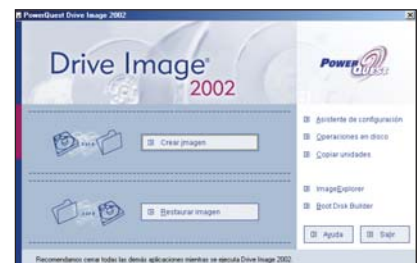 PowerQuest Drive Image 2002
Drive Image®
2002
POWERQUEST
Asistente de configuración
Operaciones en disco
Copiar unidades
Crear imagen
ImageExplorer
Boot Disk Builder
Restaurar imagen
Ayuda
Salir
Recomendamos cerrar todas las demás aplicaciones mientras se ejecuta Drive Image 2002